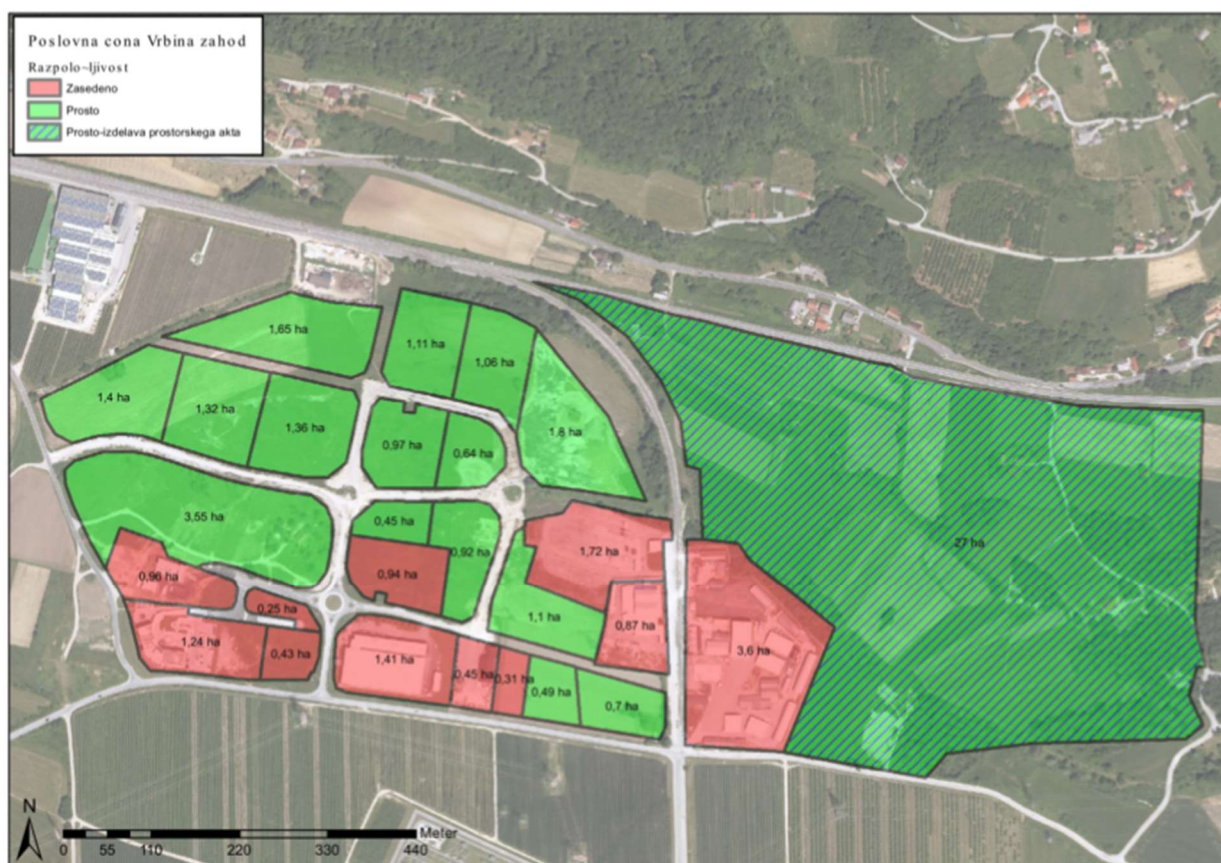 Poslovna cona Vrbina zahod
Razpolo~ljivost
Zasedeno
Prosto
Prosto-izdelava prostorskega akta
1,65 ha
1,11 ha
1,06 ha
1,4 ha
1,32 ha
1,36 ha
0,97 ha
0,64 ha
1,8 ha
3,55 ha
0,45 ha
0,92 ha
1,72 ha
27 ha
0,96 ha
0,94 ha
0,25 ha
1,1 ha
0,87 ha
1,24 ha
0,43 ha
1,41 ha
0,45 ha
0,31 ha
0,49 ha
0,7 ha
3,6 ha
N
Meter
0 55 110 220 330 440